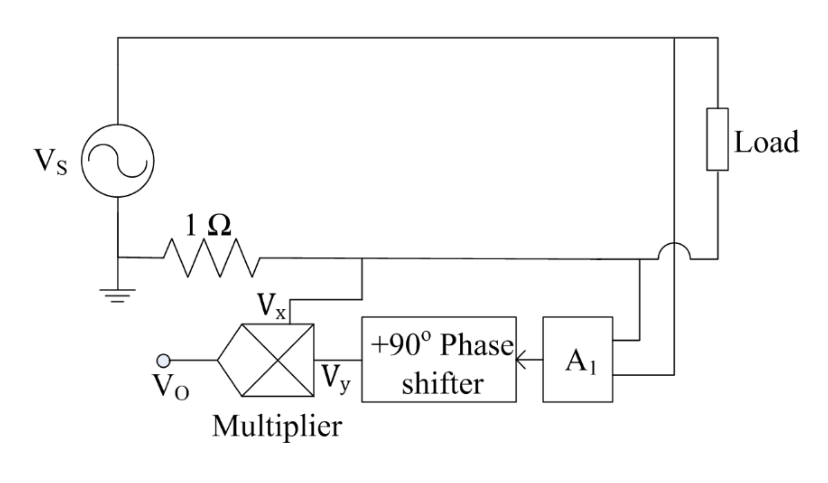 V_S
Load
1 Ω
V_x
+90° Phase
shifter
A_1
V_y
V_O
Multiplier